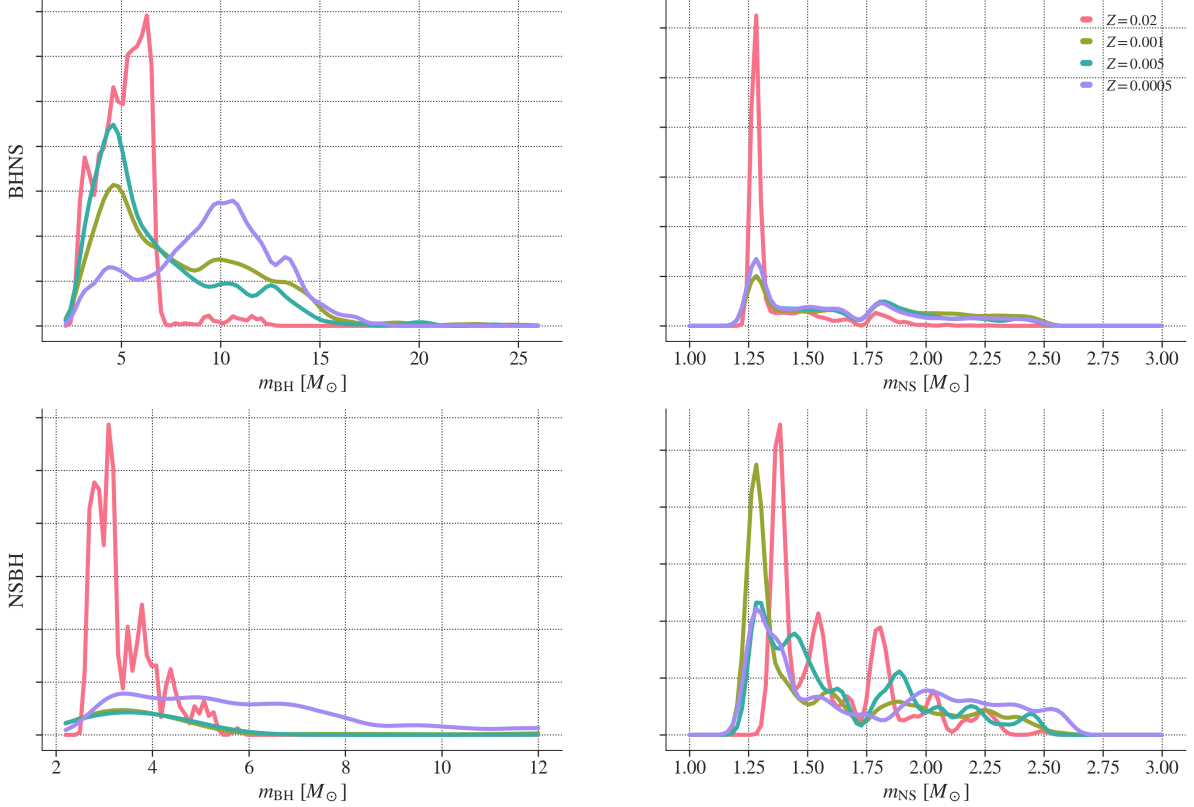 BHNS
5 10 15 20 25
m_BH [M_⊙]
Z = 0.02
Z = 0.001
Z = 0.005
Z = 0.0005
1.00 1.25 1.50 1.75 2.00 2.25 2.50 2.75 3.00
m_NS [M_⊙]
NSBH
2 4 6 8 10 12
m_BH [M_⊙]
1.00 1.25 1.50 1.75 2.00 2.25 2.50 2.75 3.00
m_NS [M_⊙]